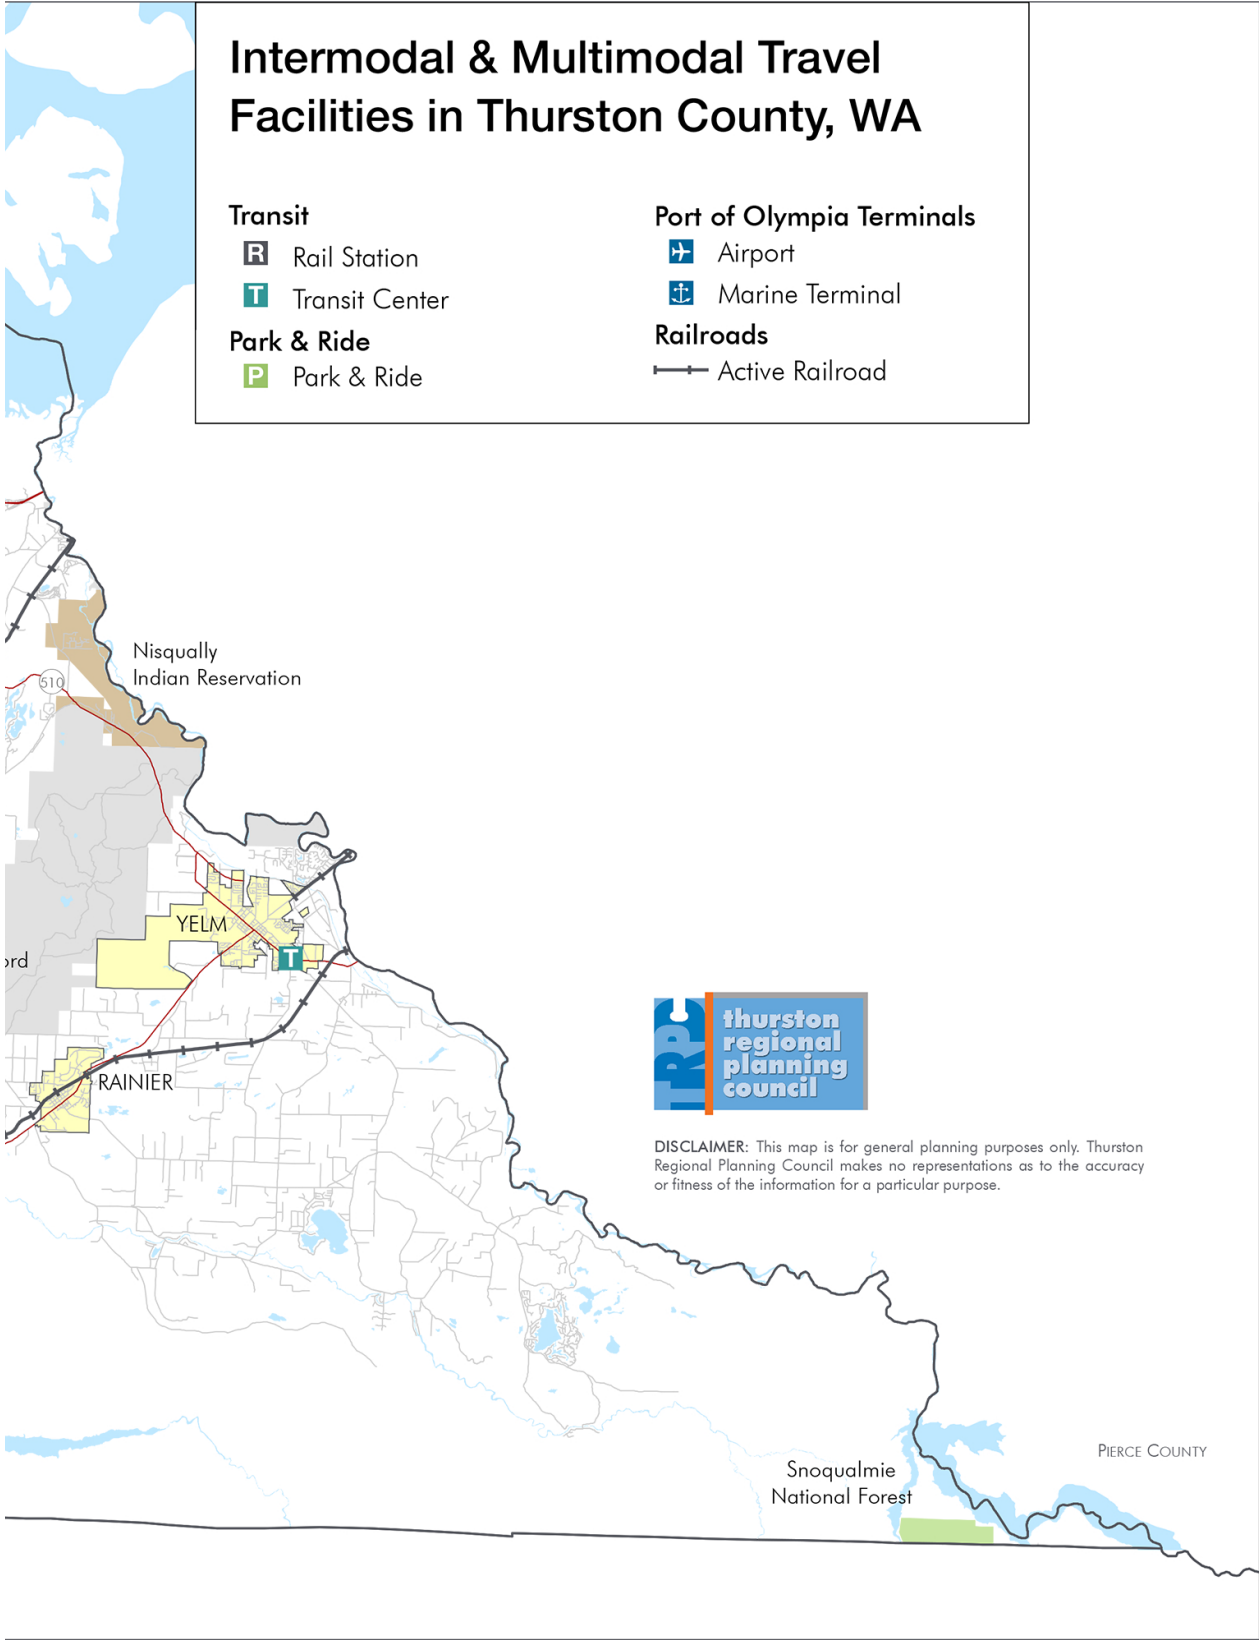 Intermodal & Multimodal Travel
Facilities in Thurston County, WA
Transit
R Rail Station
T Transit Center
Park & Ride
P Park & Ride
Port of Olympia Terminals
Airport
Marine Terminal
Railroads
Active Railroad
Nisqually
Indian Reservation
510
YELM
T
ord
RAINIER
TRPC
thurston
regional
planning
council
DISCLAIMER: This map is for general planning purposes only. Thurston
Regional Planning Council makes no representations as to the accuracy
or fitness of the information for a particular purpose.
PIERCE COUNTY
Snoqualmie
National Forest